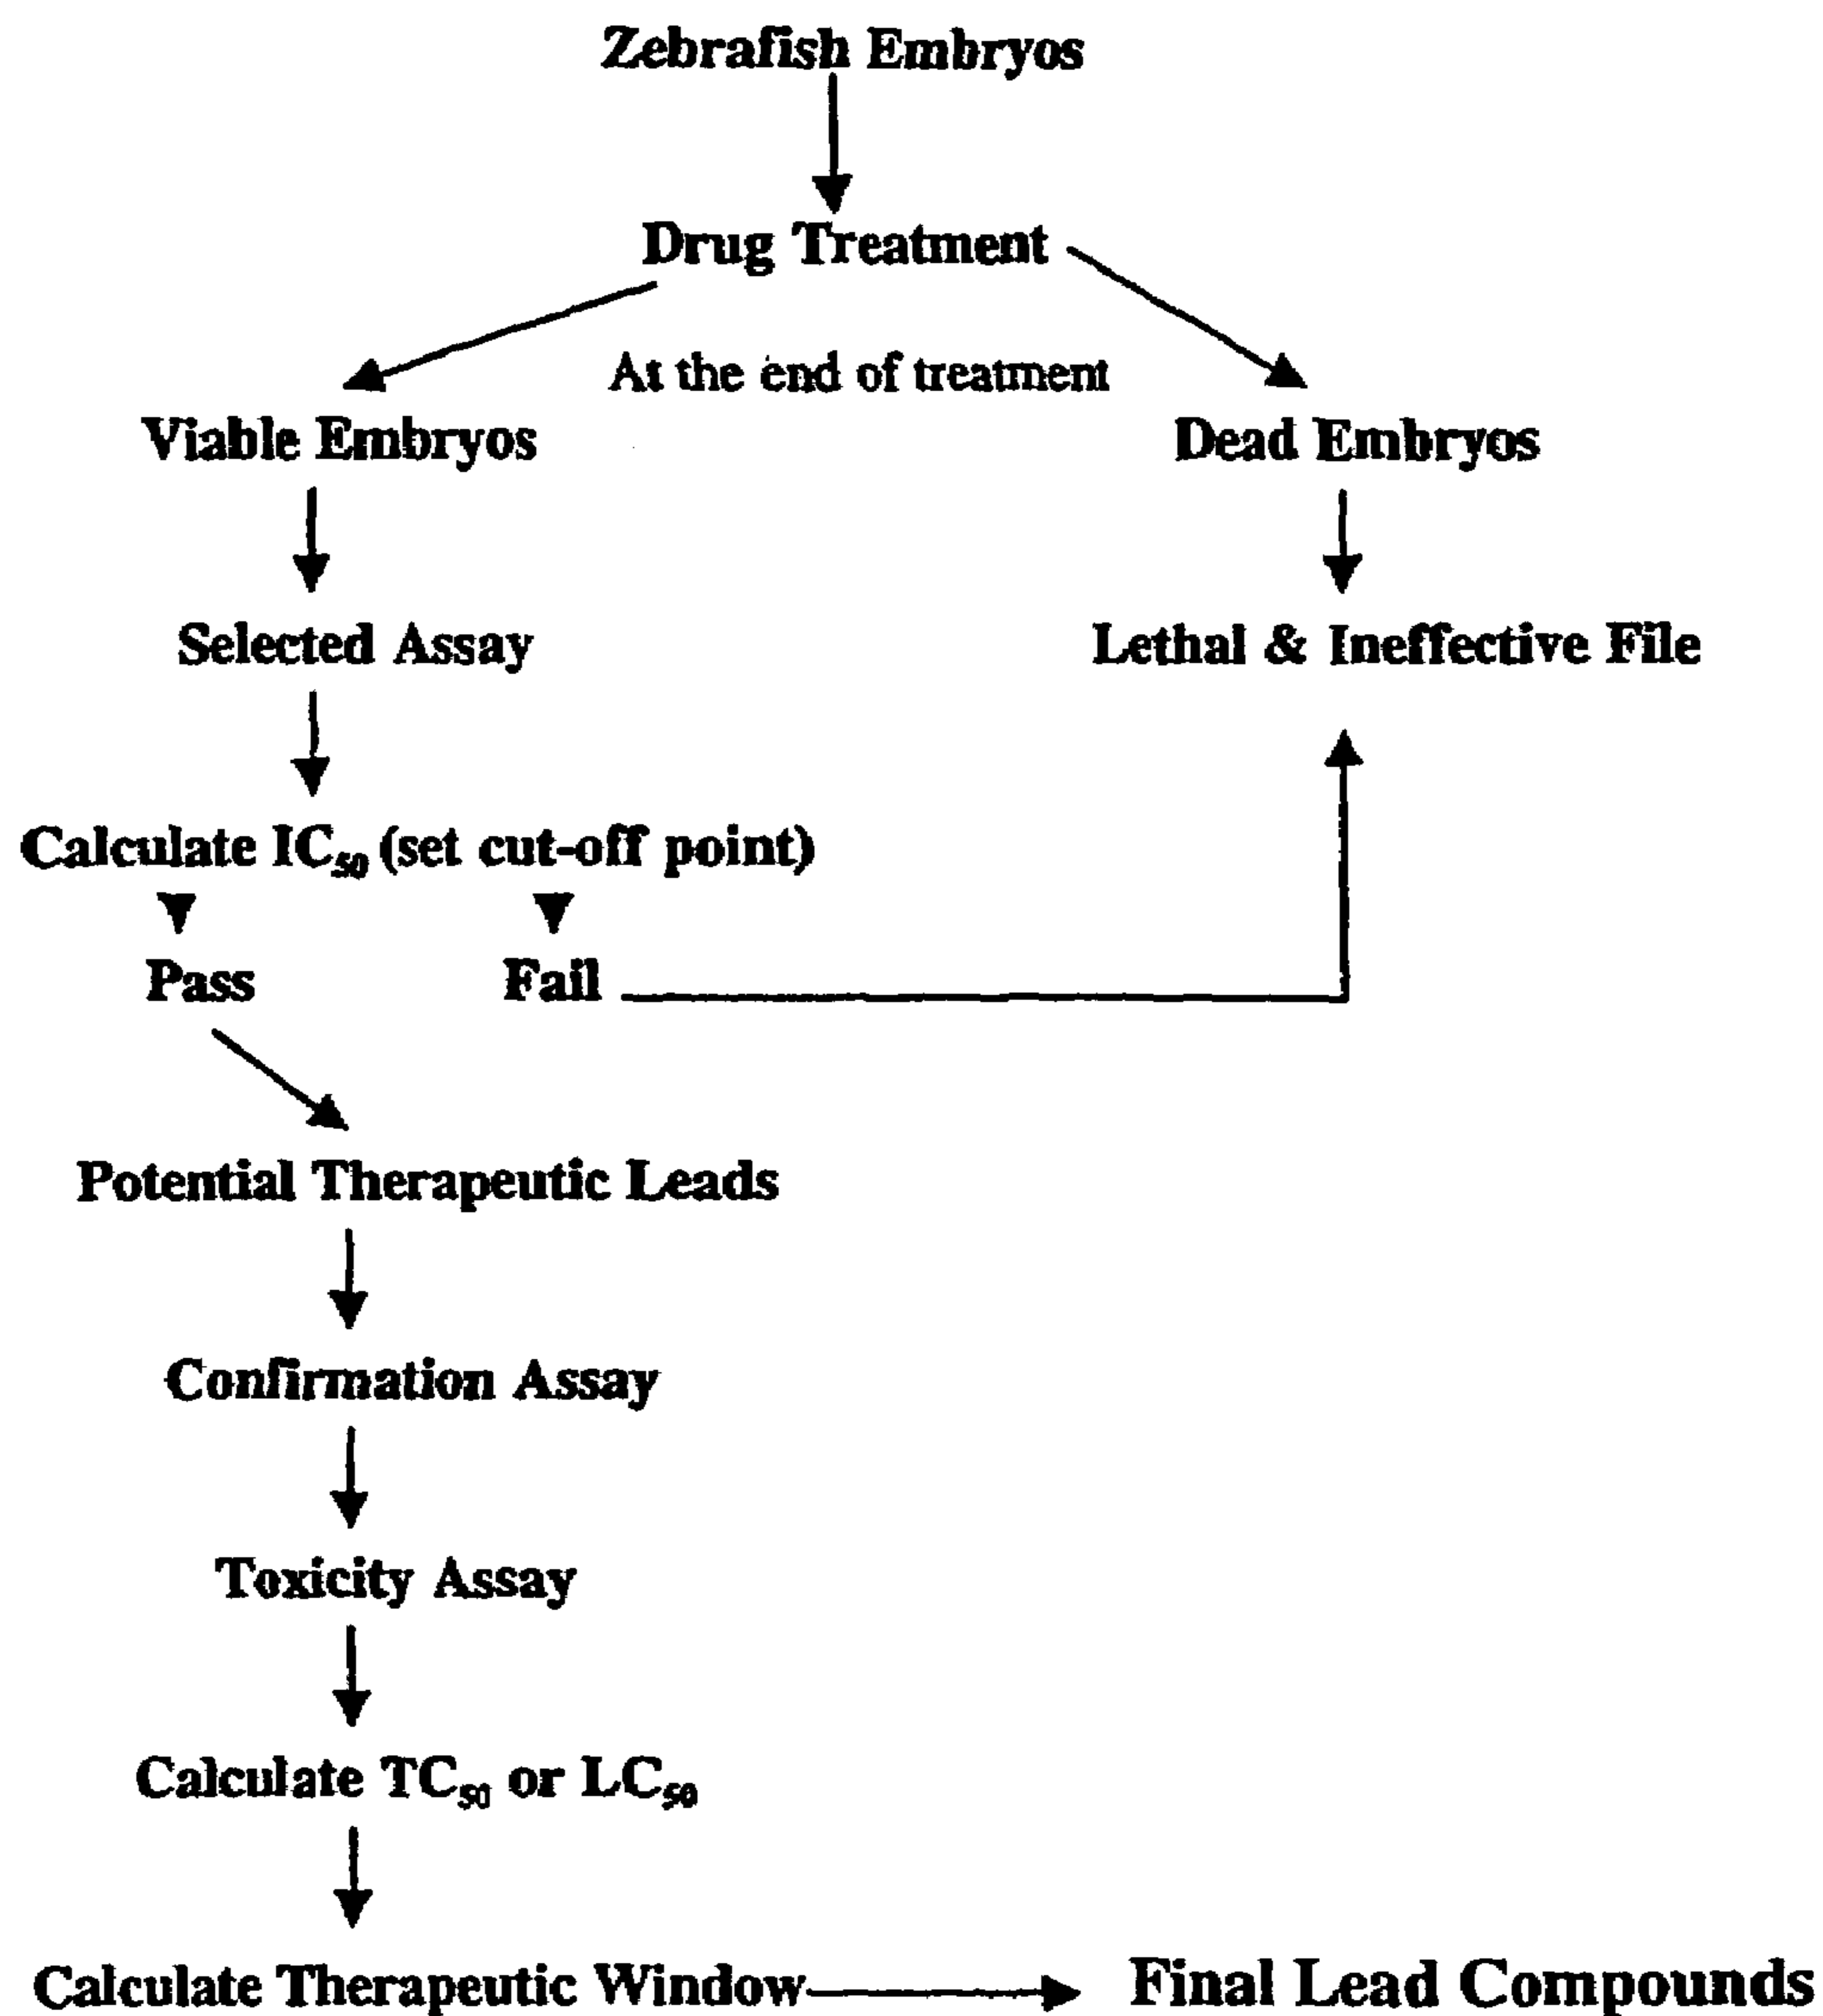 Zebrafish Embryos
Drug Treatment
At the end of treatment
Viable Embryos
Dead Embryos
Selected Assay
Lethal & Ineffective File
Calculate IC₅₀ (set cut-off point)
Pass
Fail
Potential Therapeutic Leads
Confirmation Assay
Toxicity Assay
Calculate TC₅₀ or LC₅₀
Calculate Therapeutic Window
Final Lead Compounds